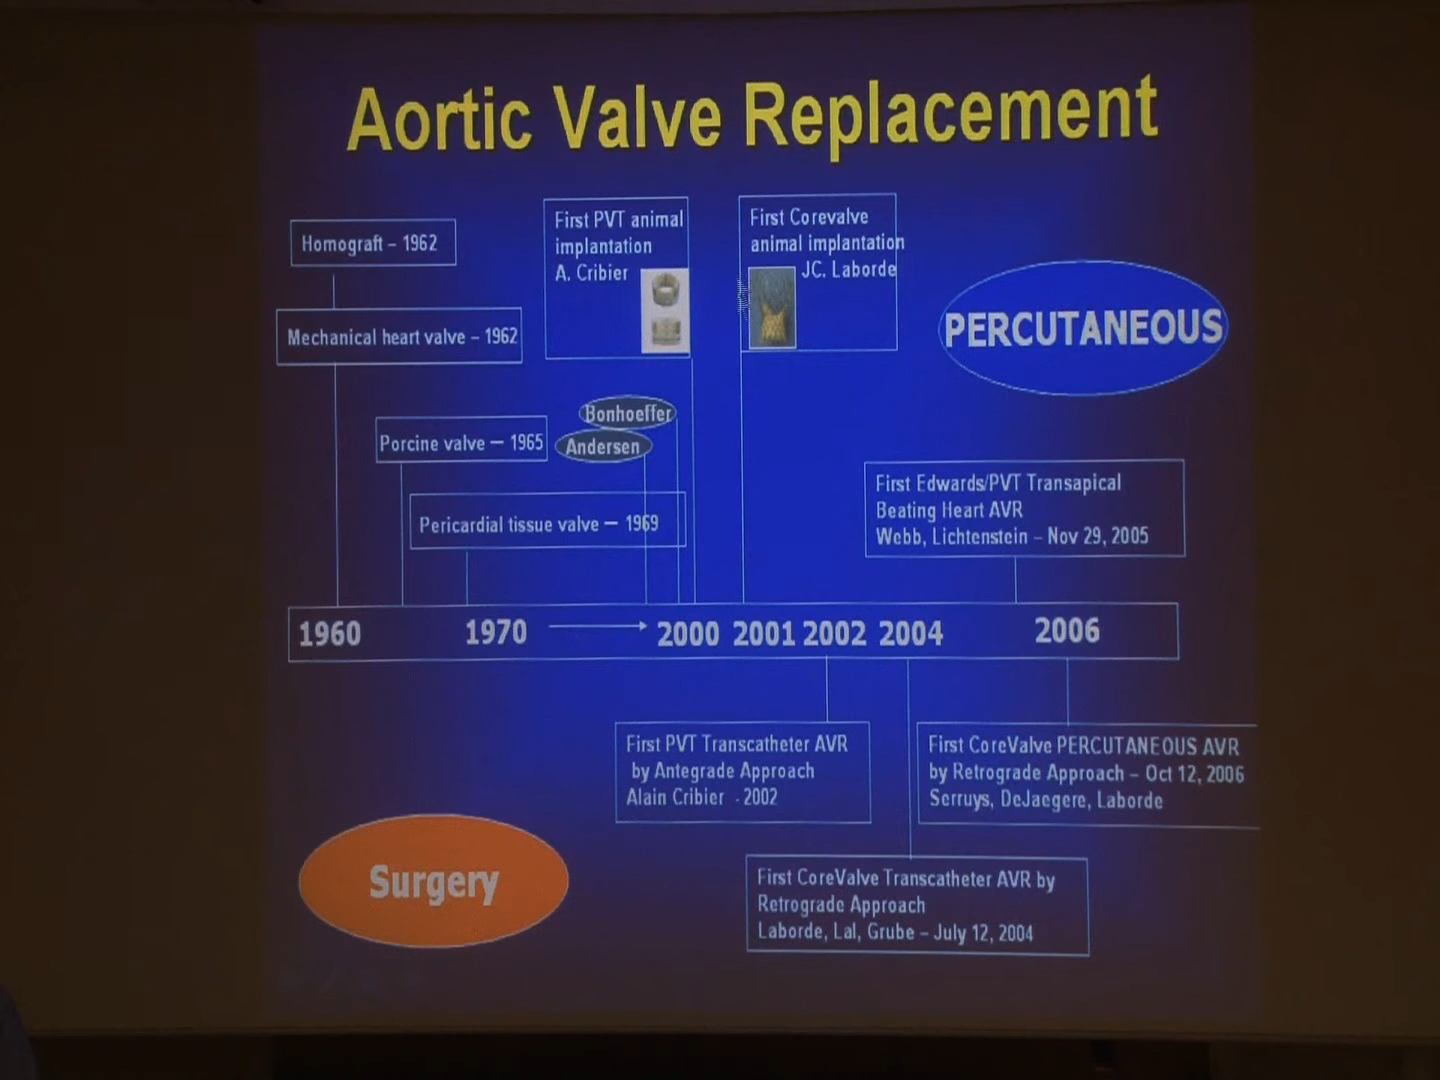 Aortic Valve Replacement
Homograft – 1962
Mechanical heart valve – 1962
First PVT animal
implantation
A. Cribier
First Corevalve
animal implantation
JC. Laborde
PERCUTANEOUS
Porcine valve – 1965
Bonhoeffer
Andersen
Pericardial tissue valve – 1969
First Edwards/PVT Transapical
Beating Heart AVR
Webb, Lichtenstein – Nov 29, 2005
1960 1970 2000 2001 2002 2004 2006
First PVT Transcatheter AVR
by Antegrade Approach
Alain Cribier - 2002
First CoreValve PERCUTANEOUS AVR
by Retrograde Approach – Oct 12, 2006
Serruys, DeJaegere, Laborde
Surgery
First CoreValve Transcatheter AVR by
Retrograde Approach
Laborde, Lal, Grube – July 12, 2004